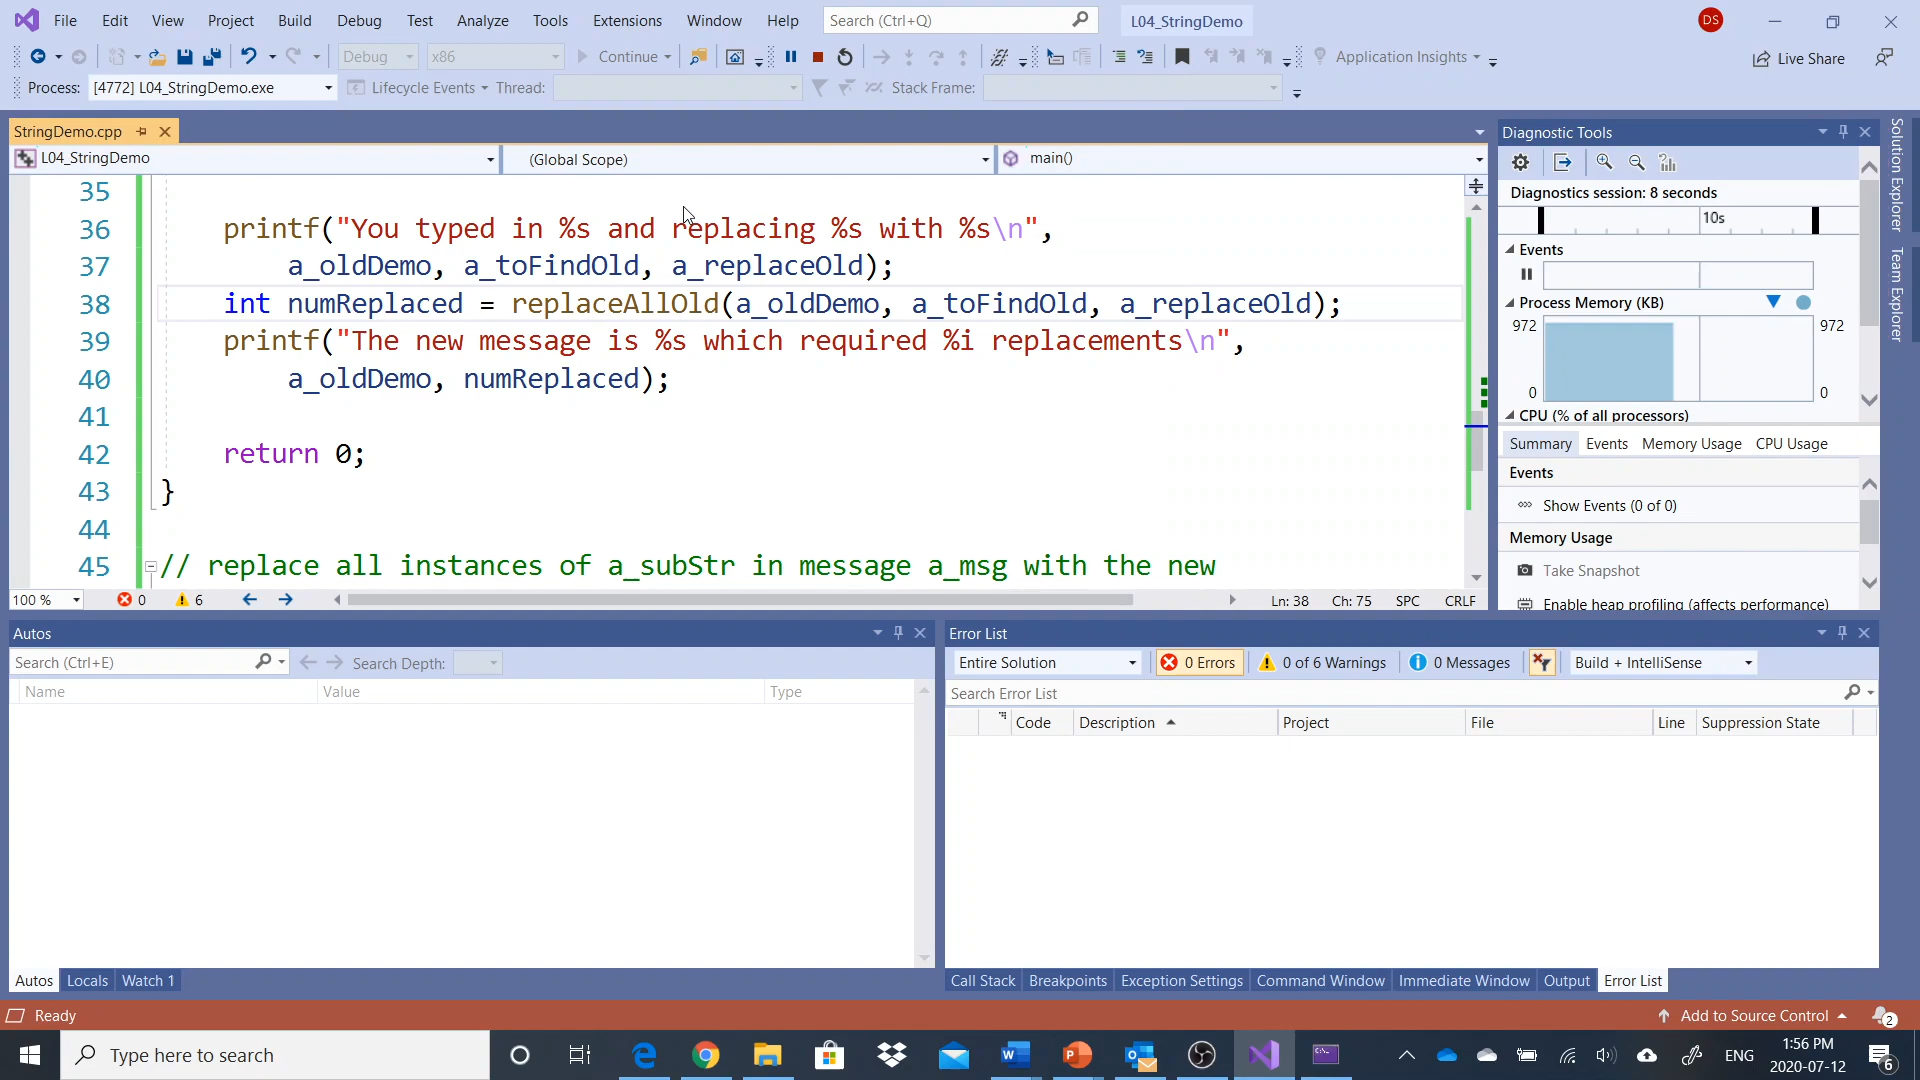 File Edit View Project Build Debug Test Analyze Tools Extensions Window Help Search (Ctrl+Q) L04_StringDemo DS
Debug x86 Continue Application Insights Live Share
Process: [4772] L04_StringDemo.exe Lifecycle Events Thread: Stack Frame:
StringDemo.cpp
L04_StringDemo (Global Scope) main()
35
36 printf("You typed in %s and replacing %s with %s\n",
37 a_oldDemo, a_toFindOld, a_replaceOld);
38 int numReplaced = replaceAllOld(a_oldDemo, a_toFindOld, a_replaceOld);
39 printf("The new message is %s which required %i replacements\n",
40 a_oldDemo, numReplaced);
41
42 return 0;
43 }
44
45 // replace all instances of a_subStr in message a_msg with the new
100 % 0 6 Ln: 38 Ch: 75 SPC CRLF
Diagnostic Tools
Diagnostics session: 8 seconds
10s
Events
Process Memory (KB)
972 972
0 0
CPU (% of all processors)
Summary Events Memory Usage CPU Usage
Events
Show Events (0 of 0)
Memory Usage
Take Snapshot
Enable heap profiling (affects performance)
Solution Explorer
Team Explorer
Autos
Search (Ctrl+E) Search Depth:
Name Value Type
Autos Locals Watch 1
Error List
Entire Solution 0 Errors 0 of 6 Warnings 0 Messages Build + IntelliSense
Search Error List
Code Description Project File Line Suppression State
Call Stack Breakpoints Exception Settings Command Window Immediate Window Output Error List
Ready Add to Source Control 2
Type here to search ENG 1:56 PM
2020-07-12 6